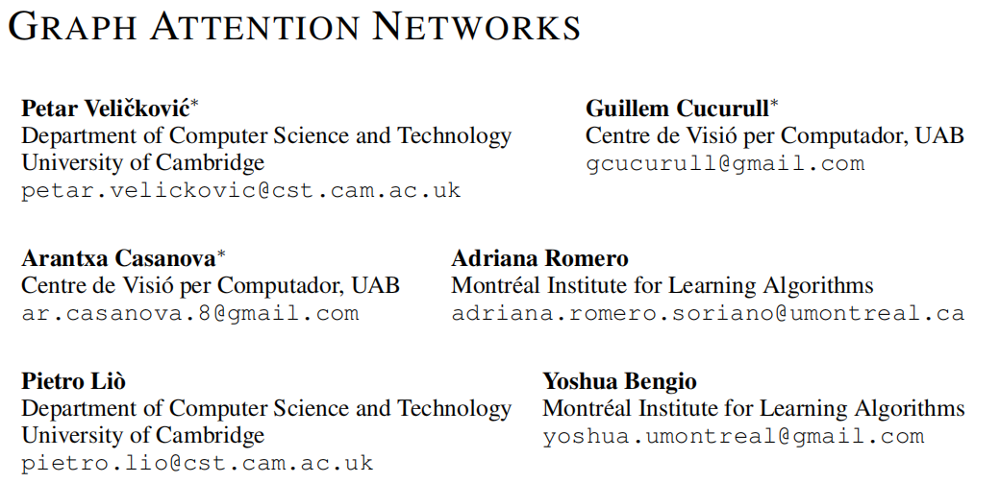 GRAPH ATTENTION NETWORKS
Petar Veličković*
Department of Computer Science and Technology
University of Cambridge
petar.velickovic@cst.cam.ac.uk
Guillem Cucurull*
Centre de Visió per Computador, UAB
gcucurull@gmail.com
Arantxa Casanova*
Centre de Visió per Computador, UAB
ar.casanova.8@gmail.com
Adriana Romero
Montréal Institute for Learning Algorithms
adriana.romero.soriano@umontreal.ca
Pietro Liò
Department of Computer Science and Technology
University of Cambridge
pietro.lio@cst.cam.ac.uk
Yoshua Bengio
Montréal Institute for Learning Algorithms
yoshua.umontreal@gmail.com